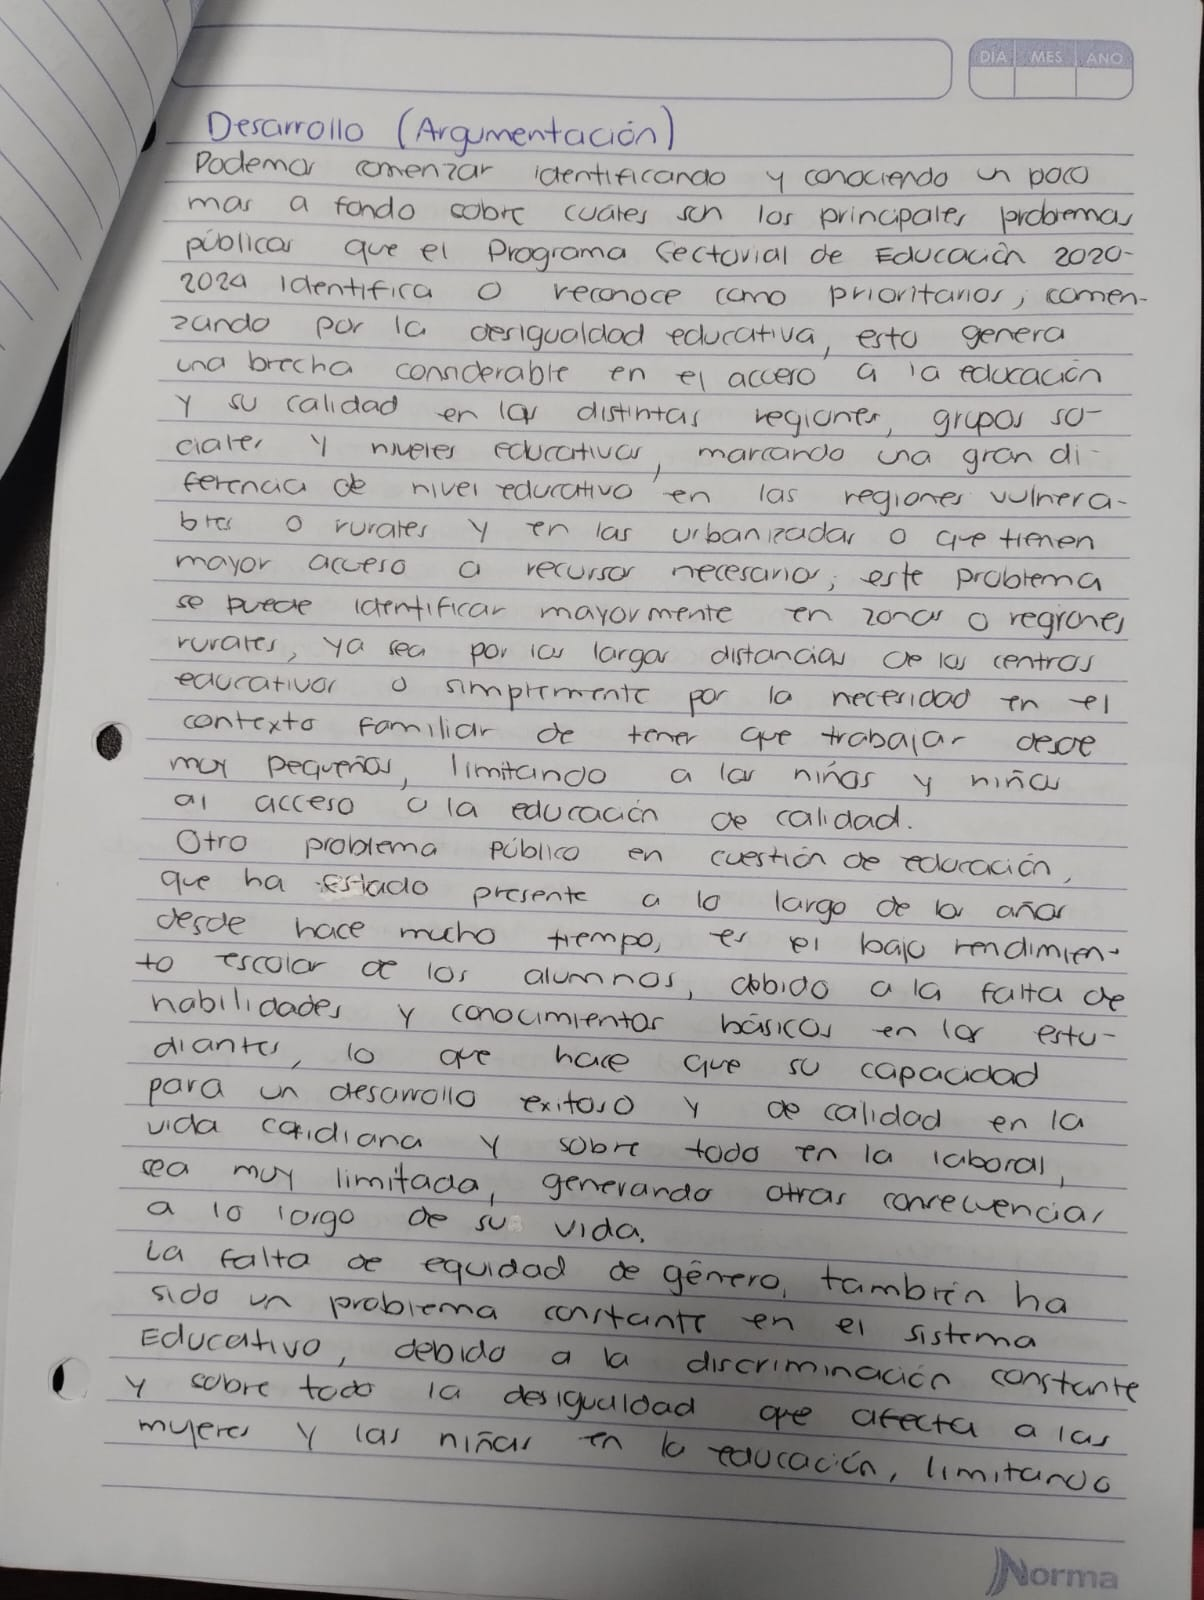 DÍA MES AÑO
Desarrollo (Argumentación)
Podemos comenzar identificando y conociendo un poco
mas a fondo sobre cuáles son los principales problemas
públicos que el Programa Sectorial de Educación 2020-
2024 identifica o reconoce como prioritarios, comen-
zando por la desigualdad educativa, esto genera
una brecha considerable en el acceso a la educación
y su calidad en las distintas regiones, grupos so-
ciales y niveles educativos, marcando una gran di-
ferencia de nivel educativo en las regiones vulnera-
bles o rurales y en las urbanizadas o que tienen
mayor acceso a recursos necesarios, este problema
se puede identificar mayormente en zonas o regiones
rurales, ya sea por las largas distancias de los centros
educativos o simplemente por la necesidad en el
contexto familiar de tener que trabajar desde
muy pequeños, limitando a los niños y niñas
al acceso a la educación de calidad.
Otro problema público en cuestión de educación,
que ha estado presente a lo largo de los años
desde hace mucho tiempo, es el bajo rendimien-
to escolar de los alumnos, debido a la falta de
habilidades y conocimientos básicos en los estu-
diantes, lo que hace que su capacidad
para un desarrollo exitoso y de calidad en la
vida cotidiana y sobre todo en la laboral,
sea muy limitada, generando otras consecuencias
a lo largo de su vida.
La falta de equidad de género, también ha
sido un problema constante en el sistema
Educativo, debido a la discriminación constante
y sobre todo la desigualdad que afecta a las
mujeres y las niñas en la educación, limitando
Norma